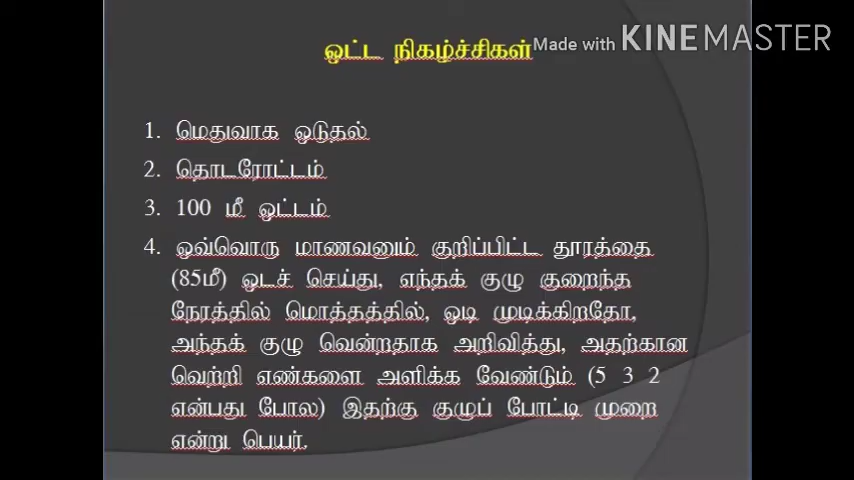 ஓட்ட நிகழ்ச்சிகள்
Made with KINEMASTER
1. மெதுவாக ஓடுதல்
2. தொடரோட்டம்
3. 100 மீ ஓட்டம்
4. ஒவ்வொரு மாணவனும் குறிப்பிட்ட தூரத்தை
(85மீ) ஓடச் செய்து, எந்தக் குழு குறைந்த
நேரத்தில் மொத்தத்தில், ஓடி முடிக்கிறதோ,
அந்தக் குழு வென்றதாக அறிவித்து, அதற்கான
வெற்றி எண்களை அளிக்க வேண்டும் (5 3 2
என்பது போல) இதற்கு குழுப் போட்டி முறை
என்று பெயர்.